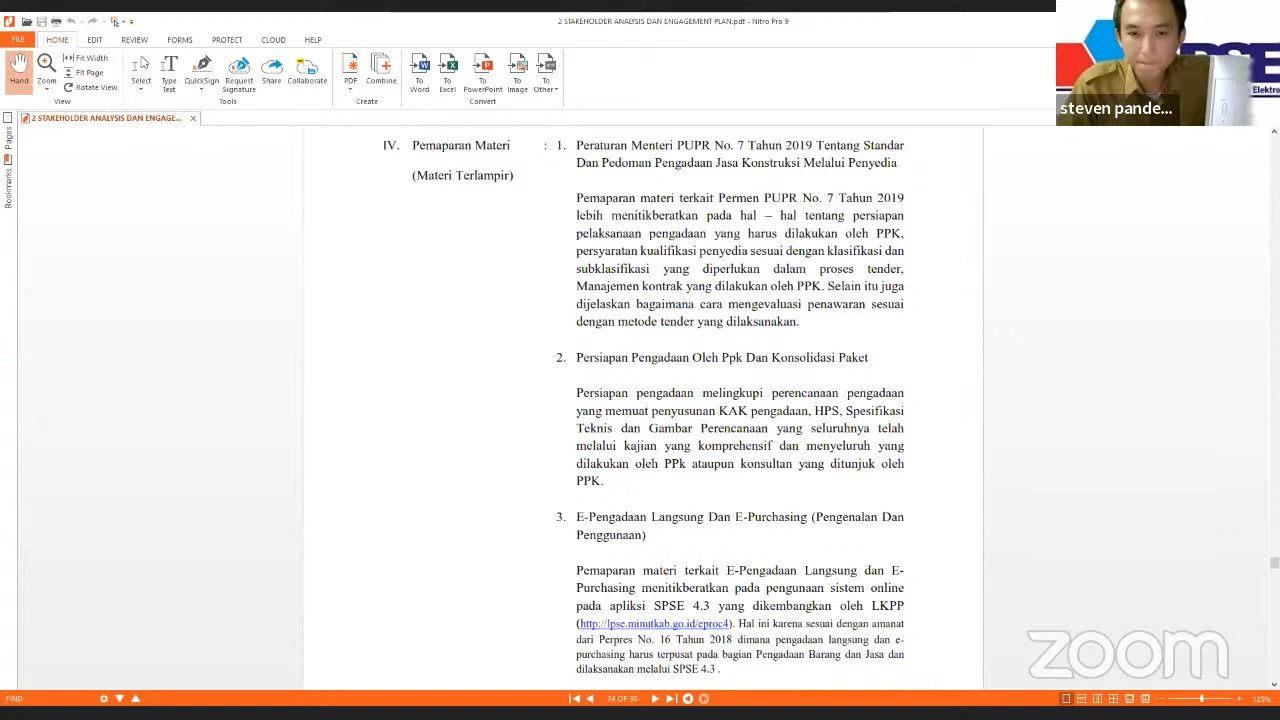 2 STAKEHOLDER ANALYSIS DAN ENGAGEMENT PLAN.pdf - Nitro Pro 9
FILE HOME EDIT REVIEW FORMS PROTECT CLOUD HELP
Hand
Zoom
Fit Width
Fit Page
Rotate View
View
Select
Type Text
QuickSign
Request Signature
Share
Collaborate
Tools
PDF
Combine
Create
To Word
To Excel
To PowerPoint
To Image
To Other
Convert
Elektro
steven pande...
2 STAKEHOLDER ANALYSIS DAN ENGAGE...
Pages
Bookmarks
IV. Pemaparan Materi : 1. Peraturan Menteri PUPR No. 7 Tahun 2019 Tentang Standar
Dan Pedoman Pengadaan Jasa Konstruksi Melalui Penyedia
(Materi Terlampir)
Pemaparan materi terkait Permen PUPR No. 7 Tahun 2019
lebih menitikberatkan pada hal – hal tentang persiapan
pelaksanaan pengadaan yang harus dilakukan oleh PPK,
persyaratan kualifikasi penyedia sesuai dengan klasifikasi dan
subklasifikasi yang diperlukan dalam proses tender,
Manajemen kontrak yang dilakukan oleh PPK. Selain itu juga
dijelaskan bagaimana cara mengevaluasi penawaran sesuai
dengan metode tender yang dilaksanakan.
2. Persiapan Pengadaan Oleh Ppk Dan Konsolidasi Paket
Persiapan pengadaan melingkupi perencanaan pengadaan
yang memuat penyusunan KAK pengadaan, HPS, Spesifikasi
Teknis dan Gambar Perencanaan yang seluruhnya telah
melalui kajian yang komprehensif dan menyeluruh yang
dilakukan oleh PPk ataupun konsultan yang ditunjuk oleh
PPK.
3. E-Pengadaan Langsung Dan E-Purchasing (Pengenalan Dan
Penggunaan)
Pemaparan materi terkait E-Pengadaan Langsung dan E-
Purchasing menitikberatkan pada pengunaan sistem online
pada apliksi SPSE 4.3 yang dikembangkan oleh LKPP
(http://lpse.minutkab.go.id/eproc4). Hal ini karena sesuai dengan amanat
dari Perpres No. 16 Tahun 2018 dimana pengadaan langsung dan e-
purchasing harus terpusat pada bagian Pengadaan Barang dan Jasa dan
dilaksanakan melalui SPSE 4.3 .
zoom
FIND
24 OF 30
125%